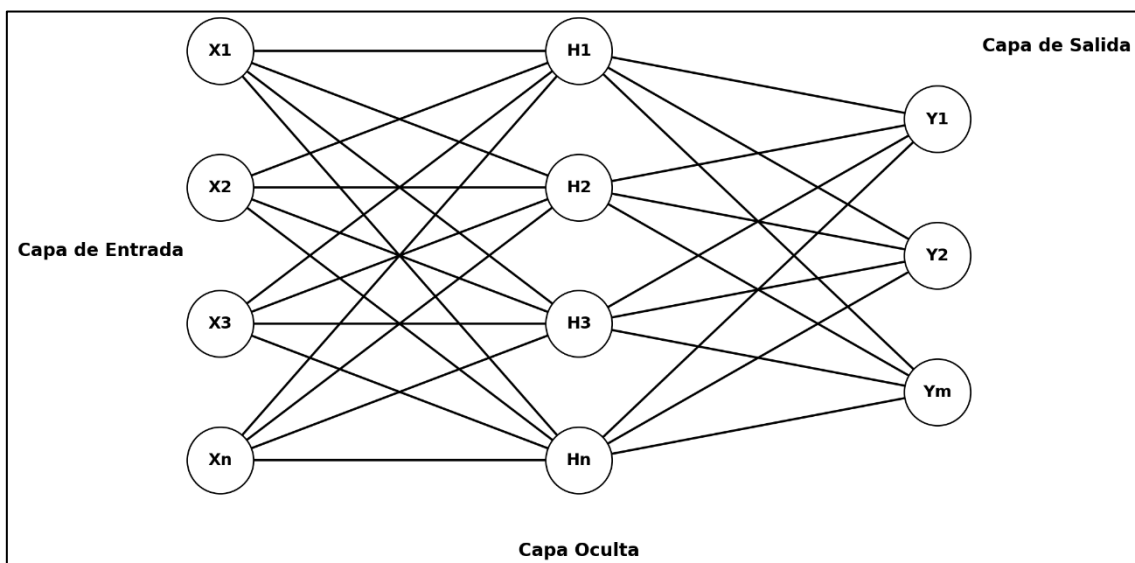 X1
H1
Capa de Salida
Y1
X2
H2
Capa de Entrada
Y2
X3
H3
Ym
Xn
Hn
Capa Oculta